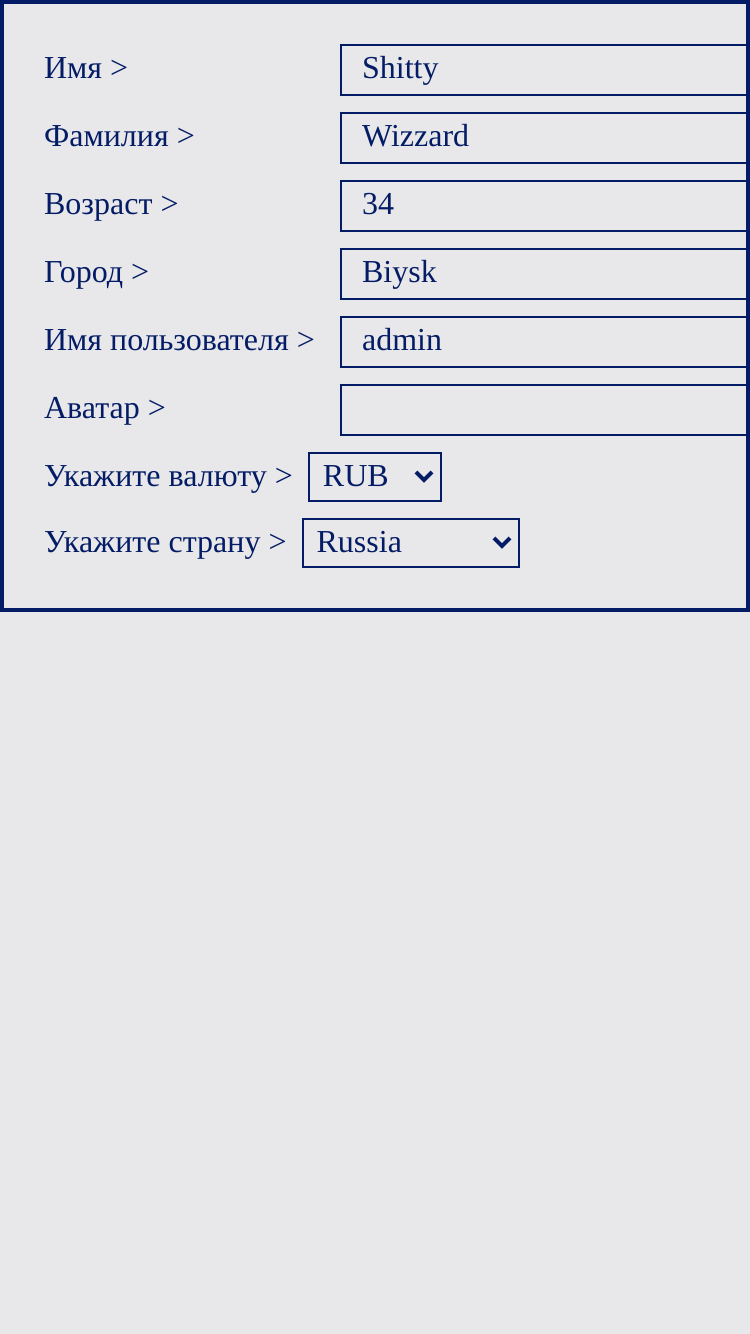 Имя > Shitty
Фамилия > Wizzard
Возраст > 34
Город > Biysk
Имя пользователя > admin
Аватар >
Укажите валюту > RUB
Укажите страну > Russia